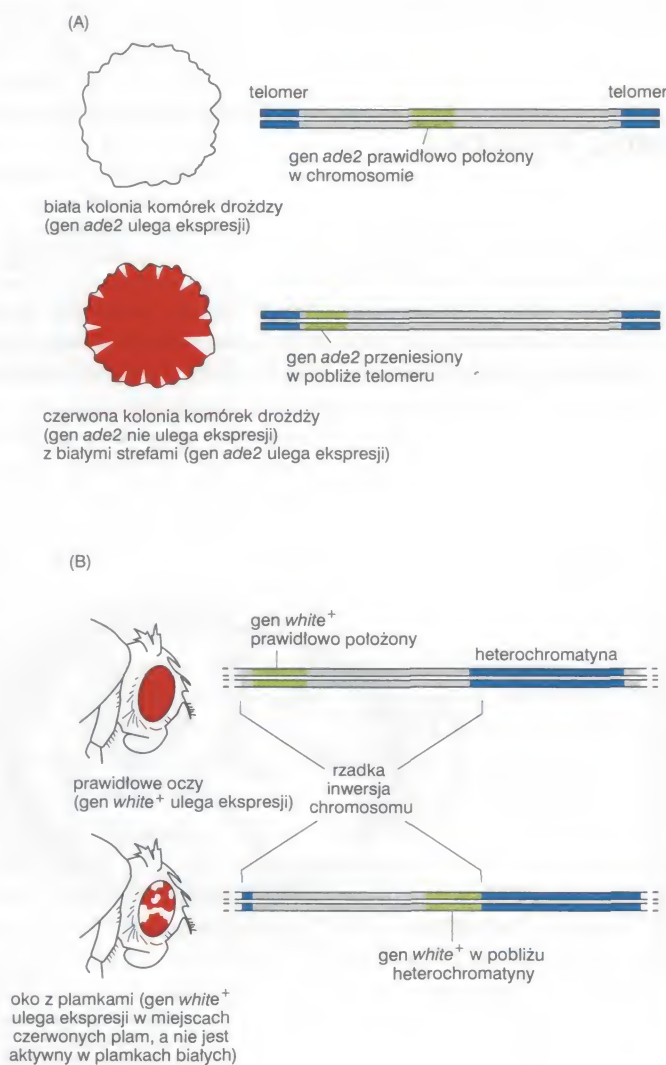 (A)
telomer
telomer
gen ade2 prawidłowo położony
w chromosomie
biała kolonia komórek drożdzy
(gen ade2 ulega ekspresji)
gen ade2 przeniesiony
w pobliże telomeru
czerwona kolonia komórek drożdży
(gen ade2 nie ulega ekspresji)
z białymi strefami (gen ade2 ulega ekspresji)
(B)
gen white+
prawidłowo położony
heterochromatyna
prawidłowe oczy
(gen white+ ulega ekspresji)
rzadka
inwersja
chromosomu
gen white+ w pobliżu
heterochromatyny
oko z plamkami (gen white+
ulega ekspresji w miejscach
czerwonych plam, a nie jest
aktywny w plamkach białych)